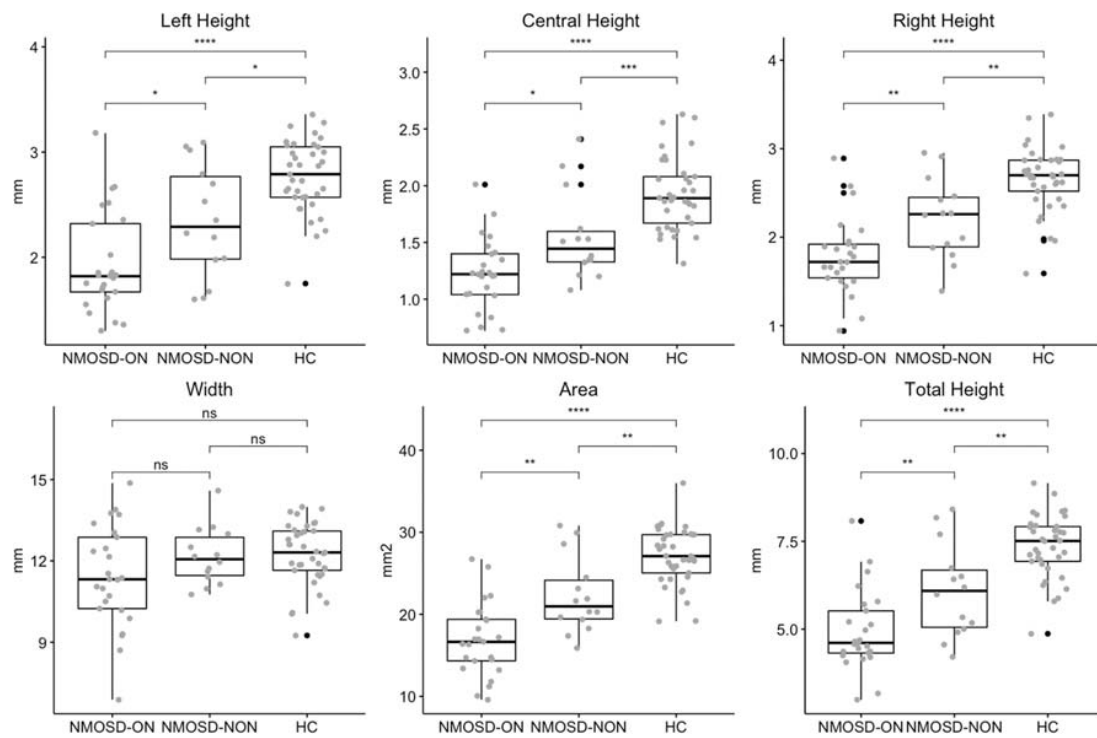 Left Height
Central Height
Right Height
4
3
2
mm
****
*
*
NMOSD-ON NMOSD-NON HC
3.0
2.5
2.0
1.5
1.0
mm
****
***
*
NMOSD-ON NMOSD-NON HC
4
3
2
1
mm
****
**
**
NMOSD-ON NMOSD-NON HC
Width
Area
Total Height
15
12
9
mm
ns
ns
ns
NMOSD-ON NMOSD-NON HC
40
30
20
10
mm2
****
**
**
NMOSD-ON NMOSD-NON HC
10.0
7.5
5.0
mm
****
**
**
NMOSD-ON NMOSD-NON HC